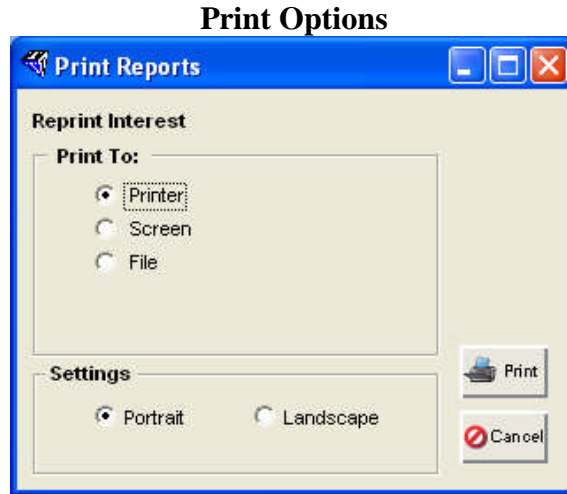 Print Options
Print Reports
Reprint Interest
Print To:
Printer
Screen
File
Settings
Portrait Landscape
Print
Cancel